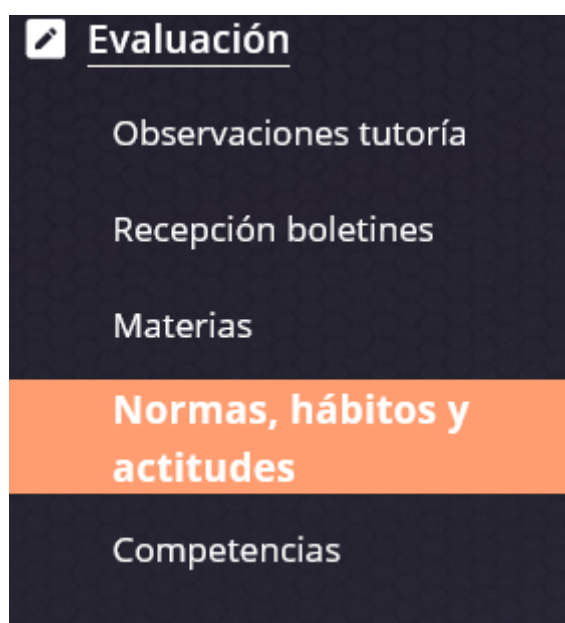 Evaluación
Observaciones tutoría
Recepción boletines
Materias
Normas, hábitos y
actitudes
Competencias